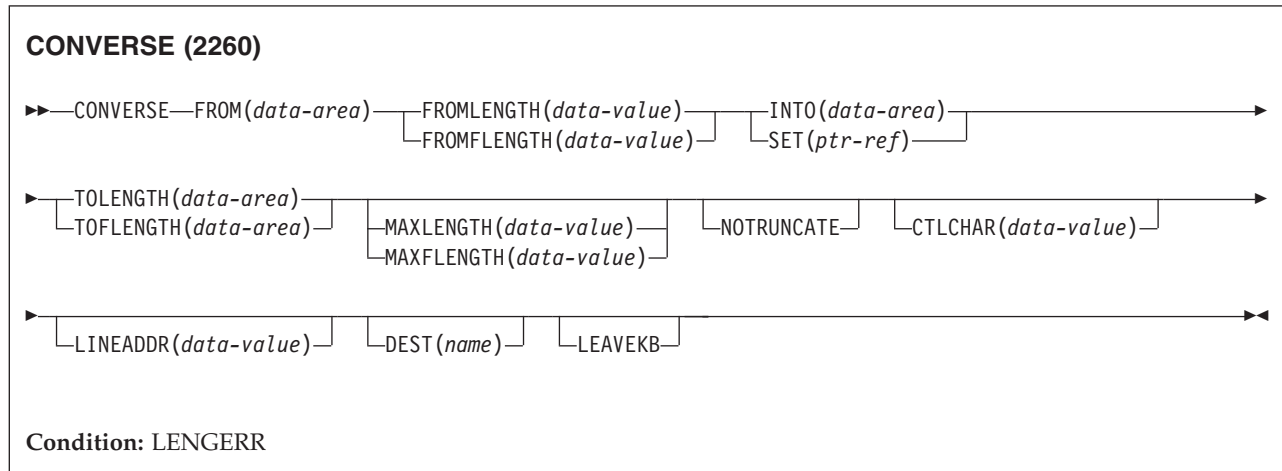 CONVERSE (2260)
CONVERSE FROM(data-area) FROMLENGTH(data-value) INTO(data-area)
FROMFLENGTH(data-value) SET(ptr-ref)
TOLENGTH(data-area)
TOFLENGTH(data-area) MAXLENGTH(data-value) NOTRUNCATE CTLCHAR(data-value)
MAXFLENGTH(data-value)
LINEADDR(data-value) DEST(name) LEAVEKB
Condition: LENGERR